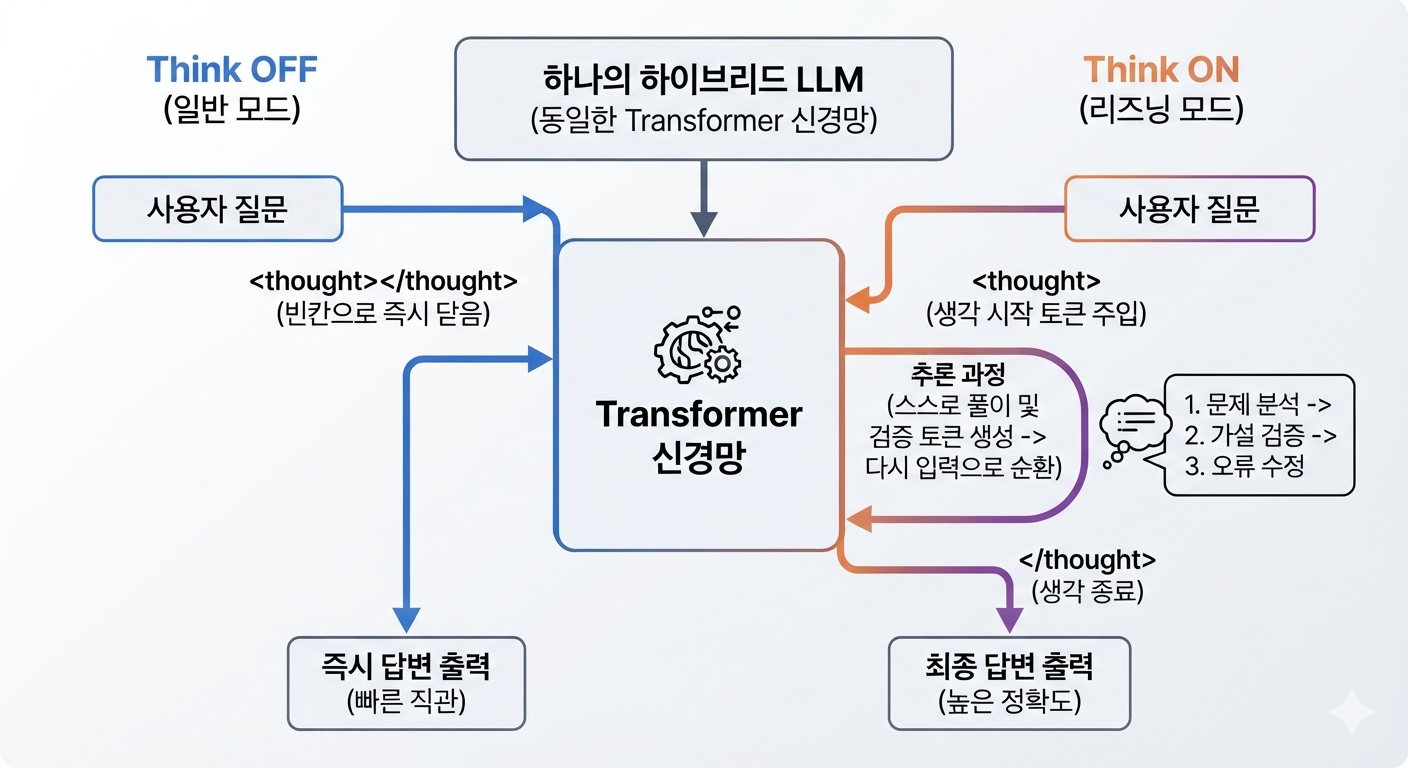 Think OFF
(일반 모드)
하나의 하이브리드 LLM
(동일한 Transformer 신경망)
Think ON
(리즈닝 모드)
사용자 질문
사용자 질문
<thought></thought>
(빈칸으로 즉시 닫음)
<thought>
(생각 시작 토큰 주입)
Transformer
신경망
추론 과정
(스스로 풀이 및
검증 토큰 생성 ->
다시 입력으로 순환)
1. 문제 분석 ->
2. 가설 검증 ->
3. 오류 수정
</thought>
(생각 종료)
즉시 답변 출력
(빠른 직관)
최종 답변 출력
(높은 정확도)